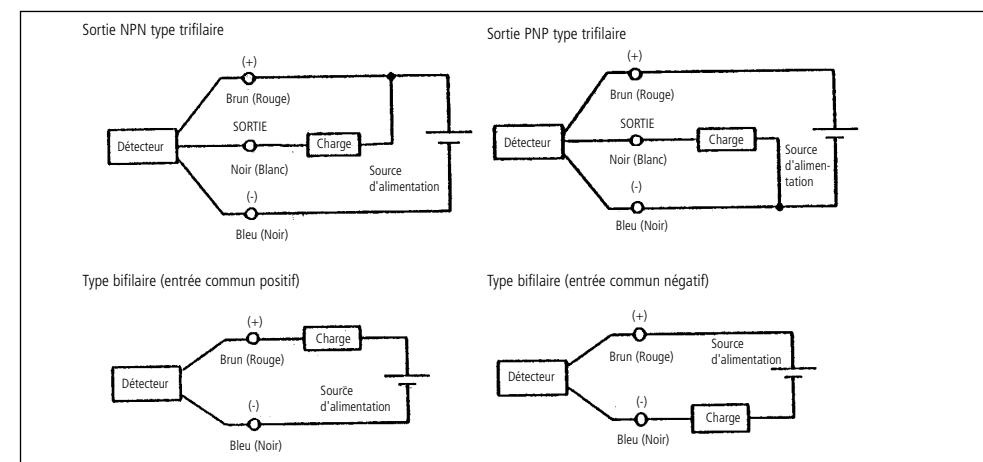 Sortie NPN type trifilaire
(+)
Brun (Rouge)
SORTIE
Détecteur
Charge
Noir (Blanc)
Source
d'alimentation
(-)
Bleu (Noir)
Sortie PNP type trifilaire
(+)
Brun (Rouge)
SORTIE
Détecteur
Charge
Noir (Blanc)
Source
d'alimen-
tation
(-)
Bleu (Noir)
Type bifilaire (entrée commun positif)
(+)
Charge
Brun (Rouge)
Détecteur
Source
d'alimentation
(-)
Bleu (Noir)
Type bifilaire (entrée commun négatif)
(+)
Brun (Rouge)
Source
d'alimentation
Détecteur
(-)
Charge
Bleu (Noir)